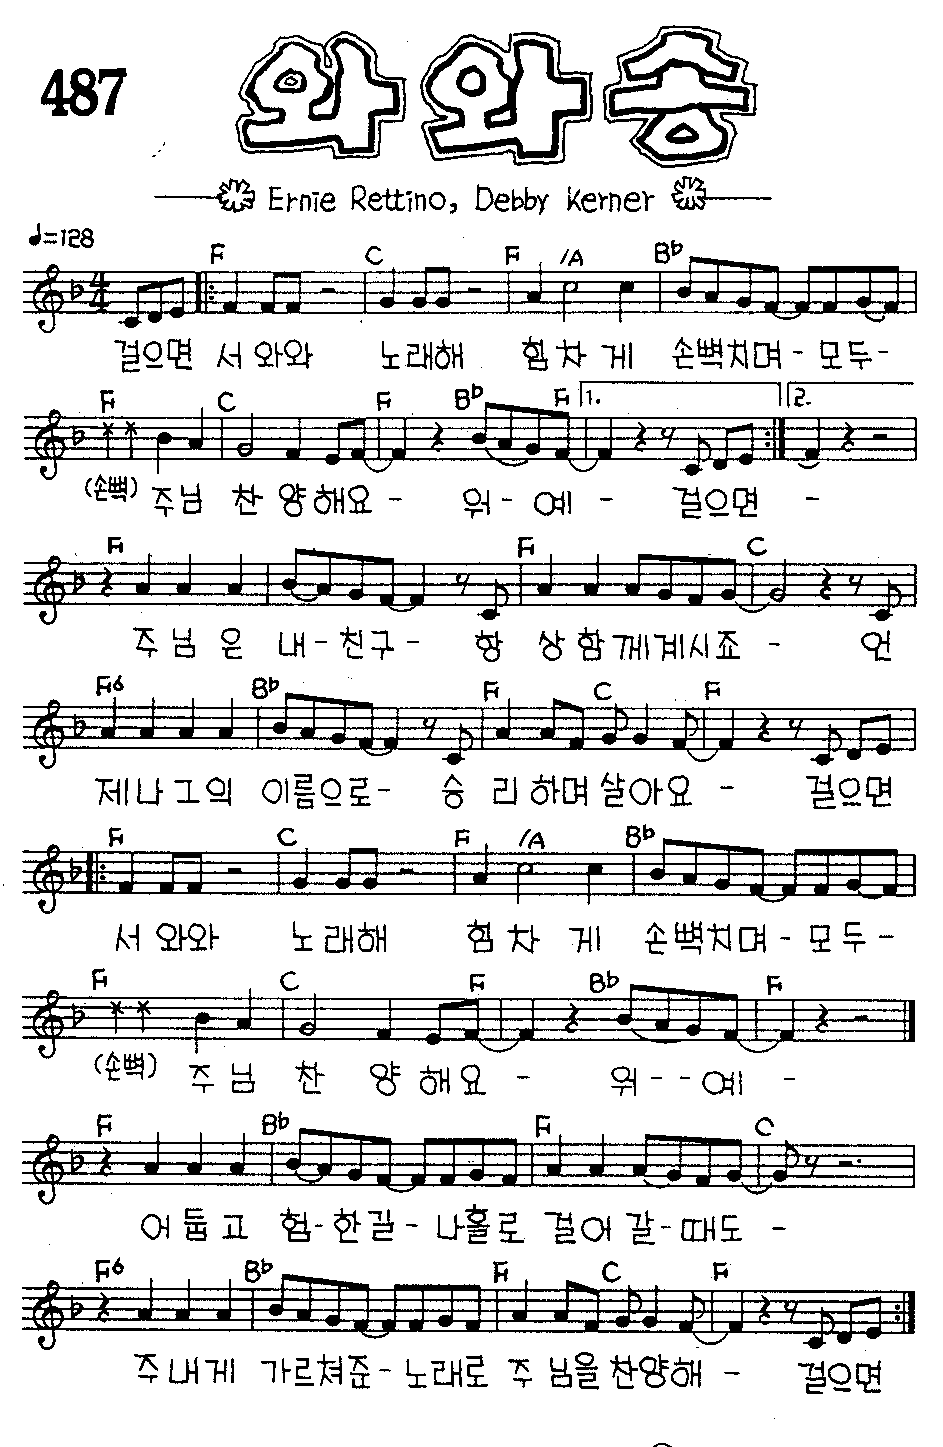 487
와와송
Ernie Rettino, Debby Kerner
♩=128
F C F /A B♭
걸으면 서 와와 노래해 힘 차 게 손뼉치며 - 모두 -
F C F B♭ F 1. 2.
(손뼉) 주님 찬 양해요 - 워 - 예 - 걸으면 -
F F C
주 님 은 내 - 친구 - 항 상 함께계시죠 - 언
F6 B♭ F C F
제나 그의 이름으로 - 승 리 하며 살아요 - 걸으면
F C F /A B♭
서 와와 노 래해 힘 차 게 손뼉치며 - 모두 -
F C F B♭ F
(손뼉) 주 님 찬 양 해요 - 워 - - 예 -
F B♭ F C
어 둡 고 험 - 한길 - 나홀로 걸어 갈 - 때도 -
F6 B♭ F C F
주 내게 가르쳐준 - 노래로 주 님을 찬양해 - 걸으면